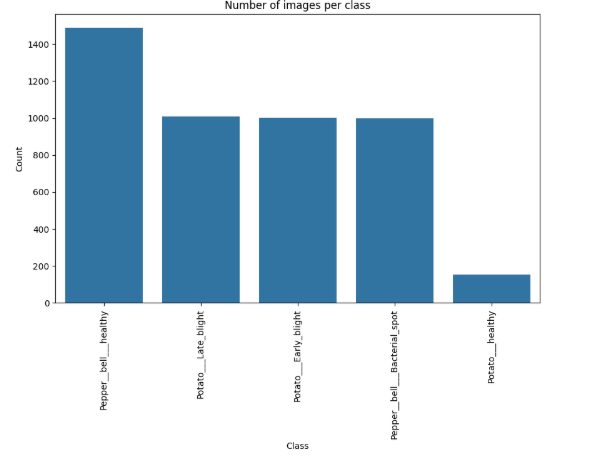 Number of images per class
Count
1400
1200
1000
800
600
400
200
0
Pepper__bell___healthy
Potato___Late_blight
Potato___Early_blight
Pepper__bell___Bacterial_spot
Potato___healthy
Class